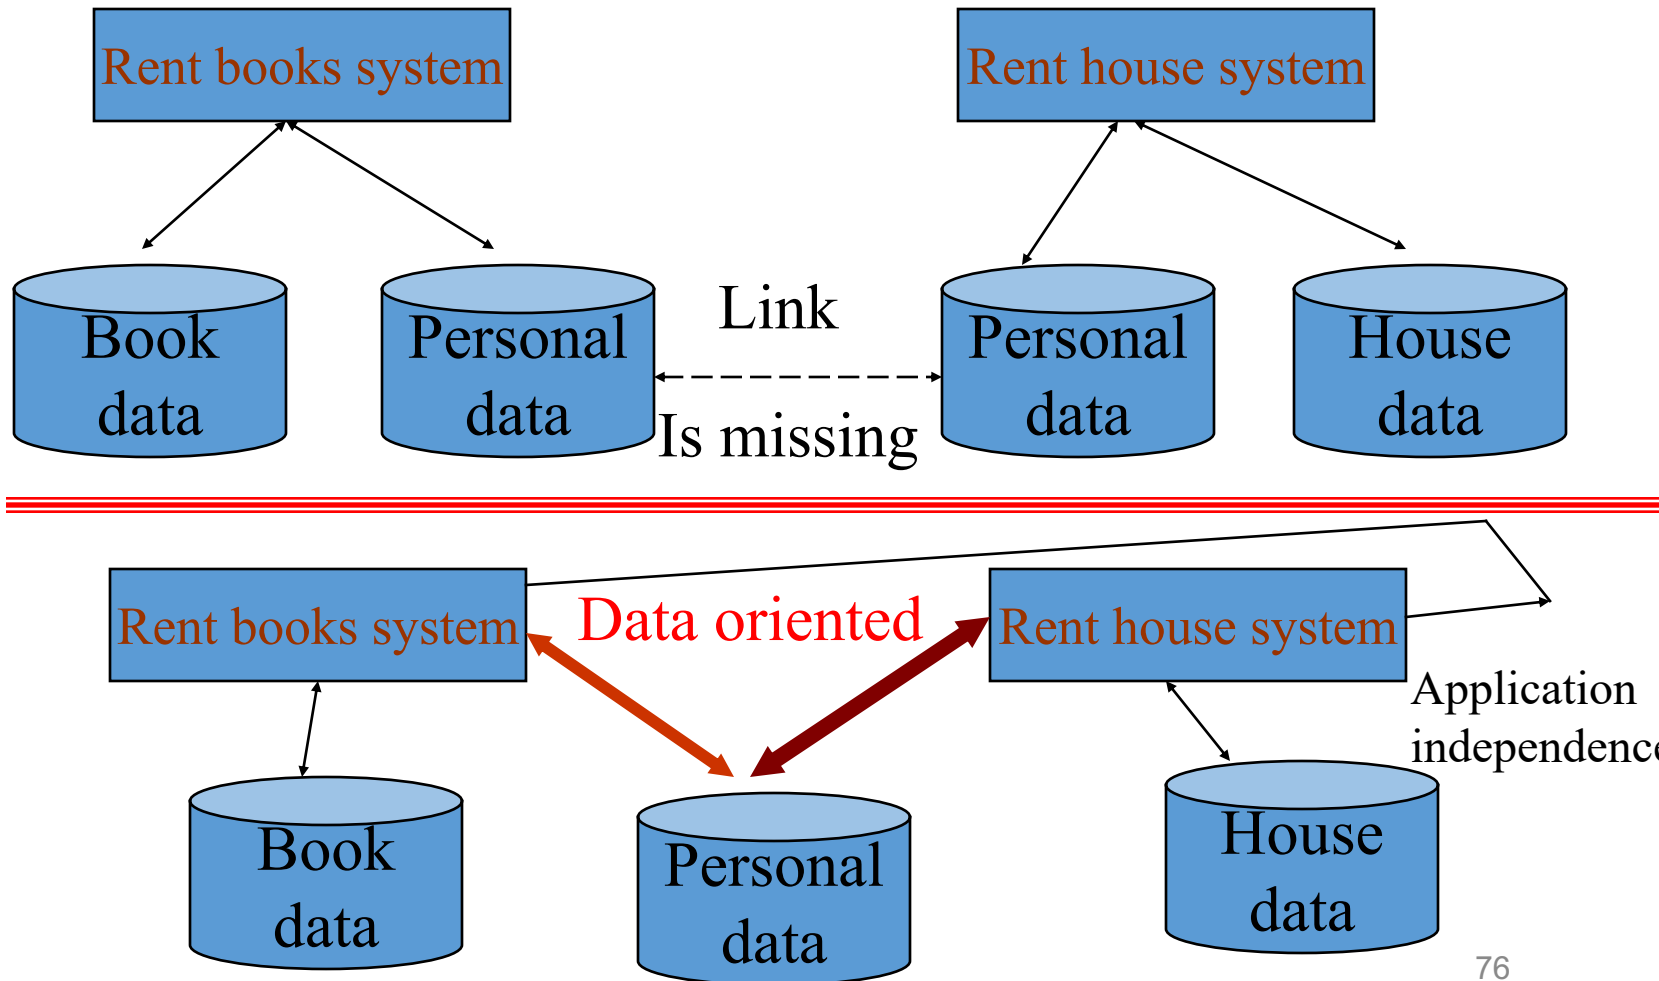 Rent books system
Rent house system
Book
data
Personal
data
Link
Is missing
Personal
data
House
data
Rent books system
Data oriented
Rent house system
Application
independence
Book
data
Personal
data
House
data
76